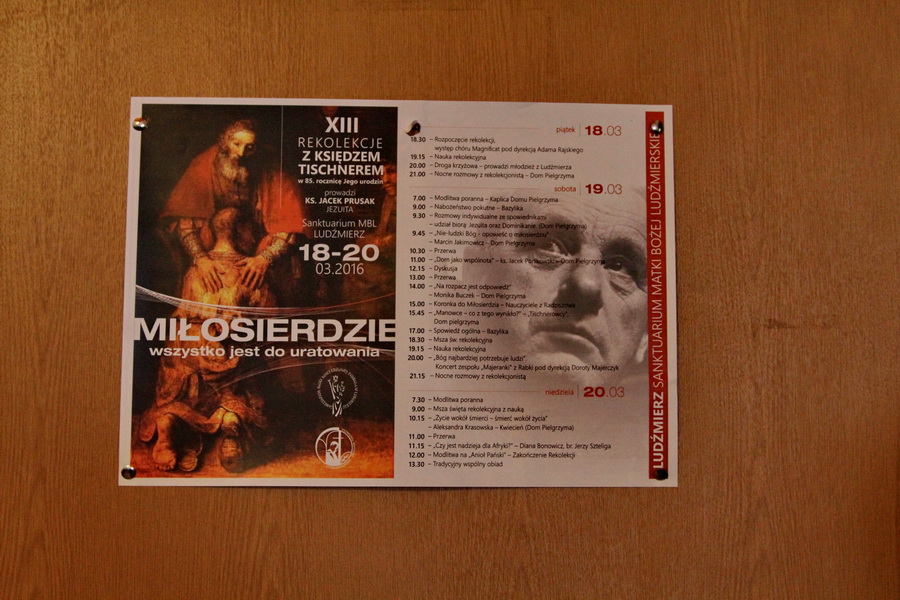 XIII
REKOLEKCJE
Z KSIĘDZEM
TISCHNEREM
w 85. rocznicę Jego urodzin
prowadzi
KS. JACEK PRUSAK
JEZUITA
Sanktuarium MBL
LUDŹMIERZ
18-20
03.2016
MIŁOSIERDZIE
wszystko jest do uratowania
piątek 18.03
18.30 – Rozpoczęcie rekolekcji,
występ chóru Magnificat pod dyrekcją Adama Rajskiego
19.15 – Nauka rekolekcyjna
20.00 – Droga krzyżowa – prowadzi młodzież z Ludźmierza
21.00 – Nocne rozmowy z rekolekcjonistą – Dom Pielgrzyma
sobota 19.03
7.00 – Modlitwa poranna – Kaplica Domu Pielgrzyma
9.00 – Nabożeństwo pokutne – Bazylika
9.30 – Rozmowy indywidualne ze spowiednikami
– udział biorą: Jezuita oraz Dominikanie. (Dom Pielgrzyma)
9.45 – „Nie-ludzki Bóg - opowieść o miłosierdziu”
– Marcin Jakimowicz – Dom Pielgrzyma
10.30 – Przerwa
11.00 – „Dom jako wspólnota” – ks. Jacek – Dom Pielgrzyma
12.15 – Dyskusja
13.00 – Przerwa
14.00 – „Na rozpacz jest odpowiedź”
– Monika Buczek – Dom Pielgrzyma
15.00 – Koronka do Miłosierdzia – Nauczyciele z
15.45 – „Manowce – co z tego wynikło?” – „Tischnerowcy”,
Dom pielgrzyma
17.00 – Spowiedź ogólna – Bazylika
18.30 – Msza św. rekolekcyjna
19.15 – Nauka rekolekcyjna
20.00 – „Bóg najbardziej potrzebuje ludzi”.
Koncert zespołu „Majeranki” z Rabki pod dyrekcją Doroty Majerczyk
21.15 – Nocne rozmowy z rekolekcjonistą
niedziela 20.03
7.30 – Modlitwa poranna
9.00 – Msza święta rekolekcyjna z nauką
10.15 – „Życie wokół śmierci – śmierć wokół życia”
– Aleksandra Krasowska – Kwiecień (Dom Pielgrzyma)
11.00 – Przerwa
11.15 – „Czy jest nadzieja dla Afryki?” – Diana Bonowicz, br. Jerzy Szteliga
12.00 – Modlitwa na „Anioł Pański” – Zakończenie Rekolekcji
13.30 – Tradycyjny wspólny obiad
LUDŹMIERZ SANKTUARIUM MATKI BOŻEJ LUDŹMIERSKIEJ